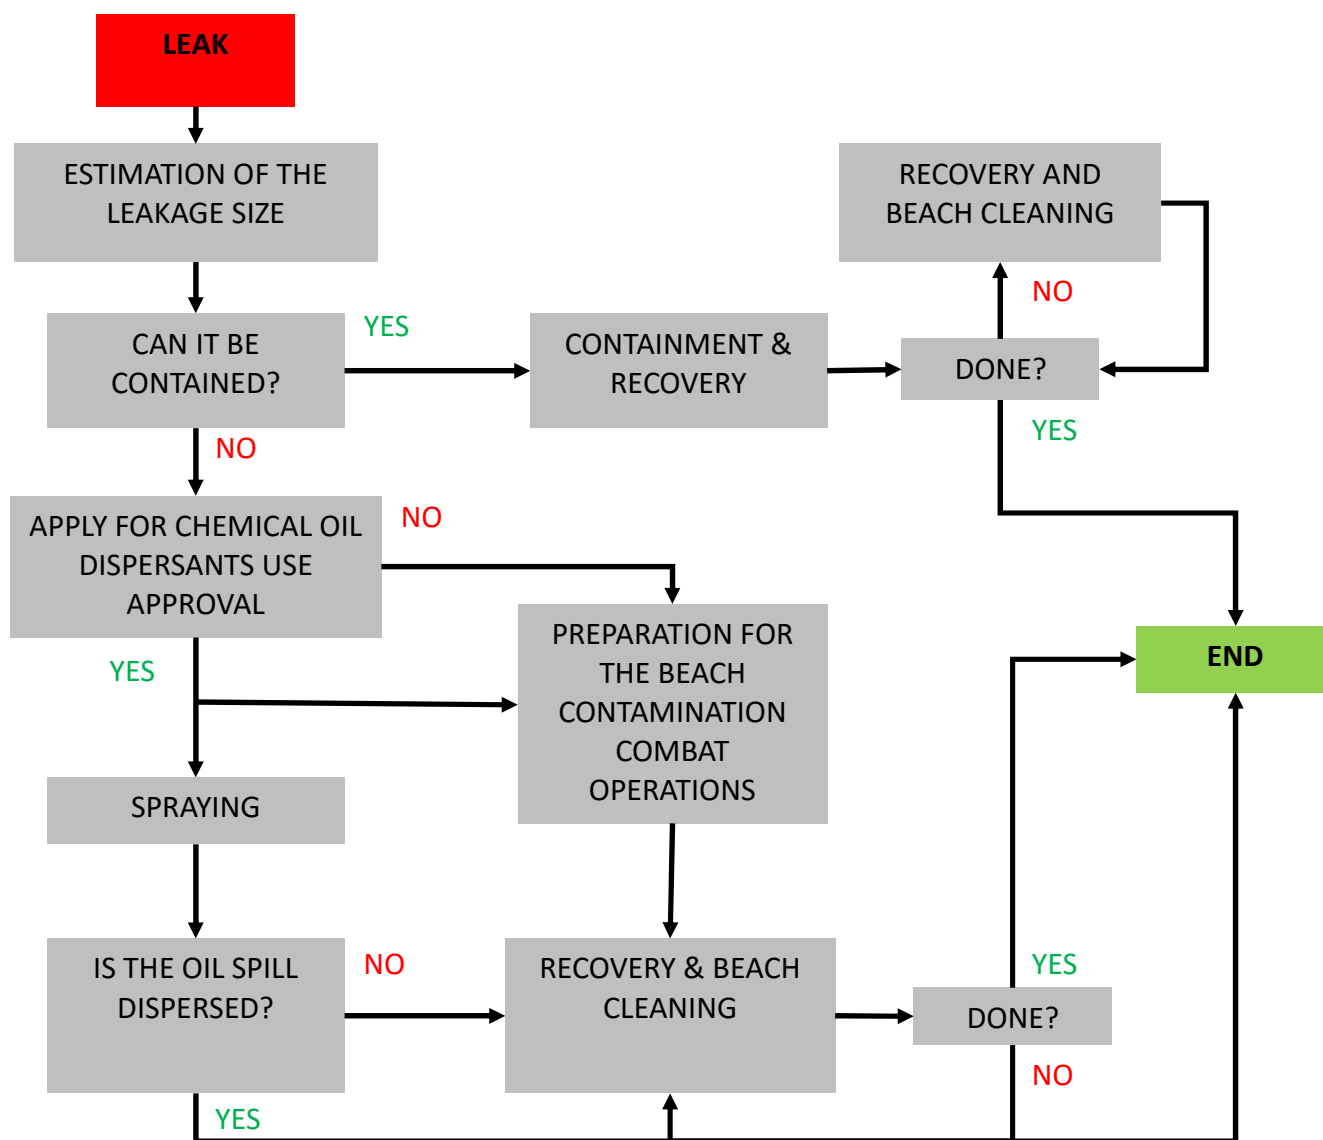 LEAK
ESTIMATION OF THE
LEAKAGE SIZE
RECOVERY AND
BEACH CLEANING
NO
YES
CAN IT BE
CONTAINED?
CONTAINMENT &
RECOVERY
DONE?
YES
NO
APPLY FOR CHEMICAL OIL
DISPERSANTS USE
APPROVAL
NO
YES
PREPARATION FOR
THE BEACH
CONTAMINATION
COMBAT
OPERATIONS
END
SPRAYING
IS THE OIL SPILL
DISPERSED?
NO
RECOVERY & BEACH
CLEANING
YES
DONE?
NO
YES